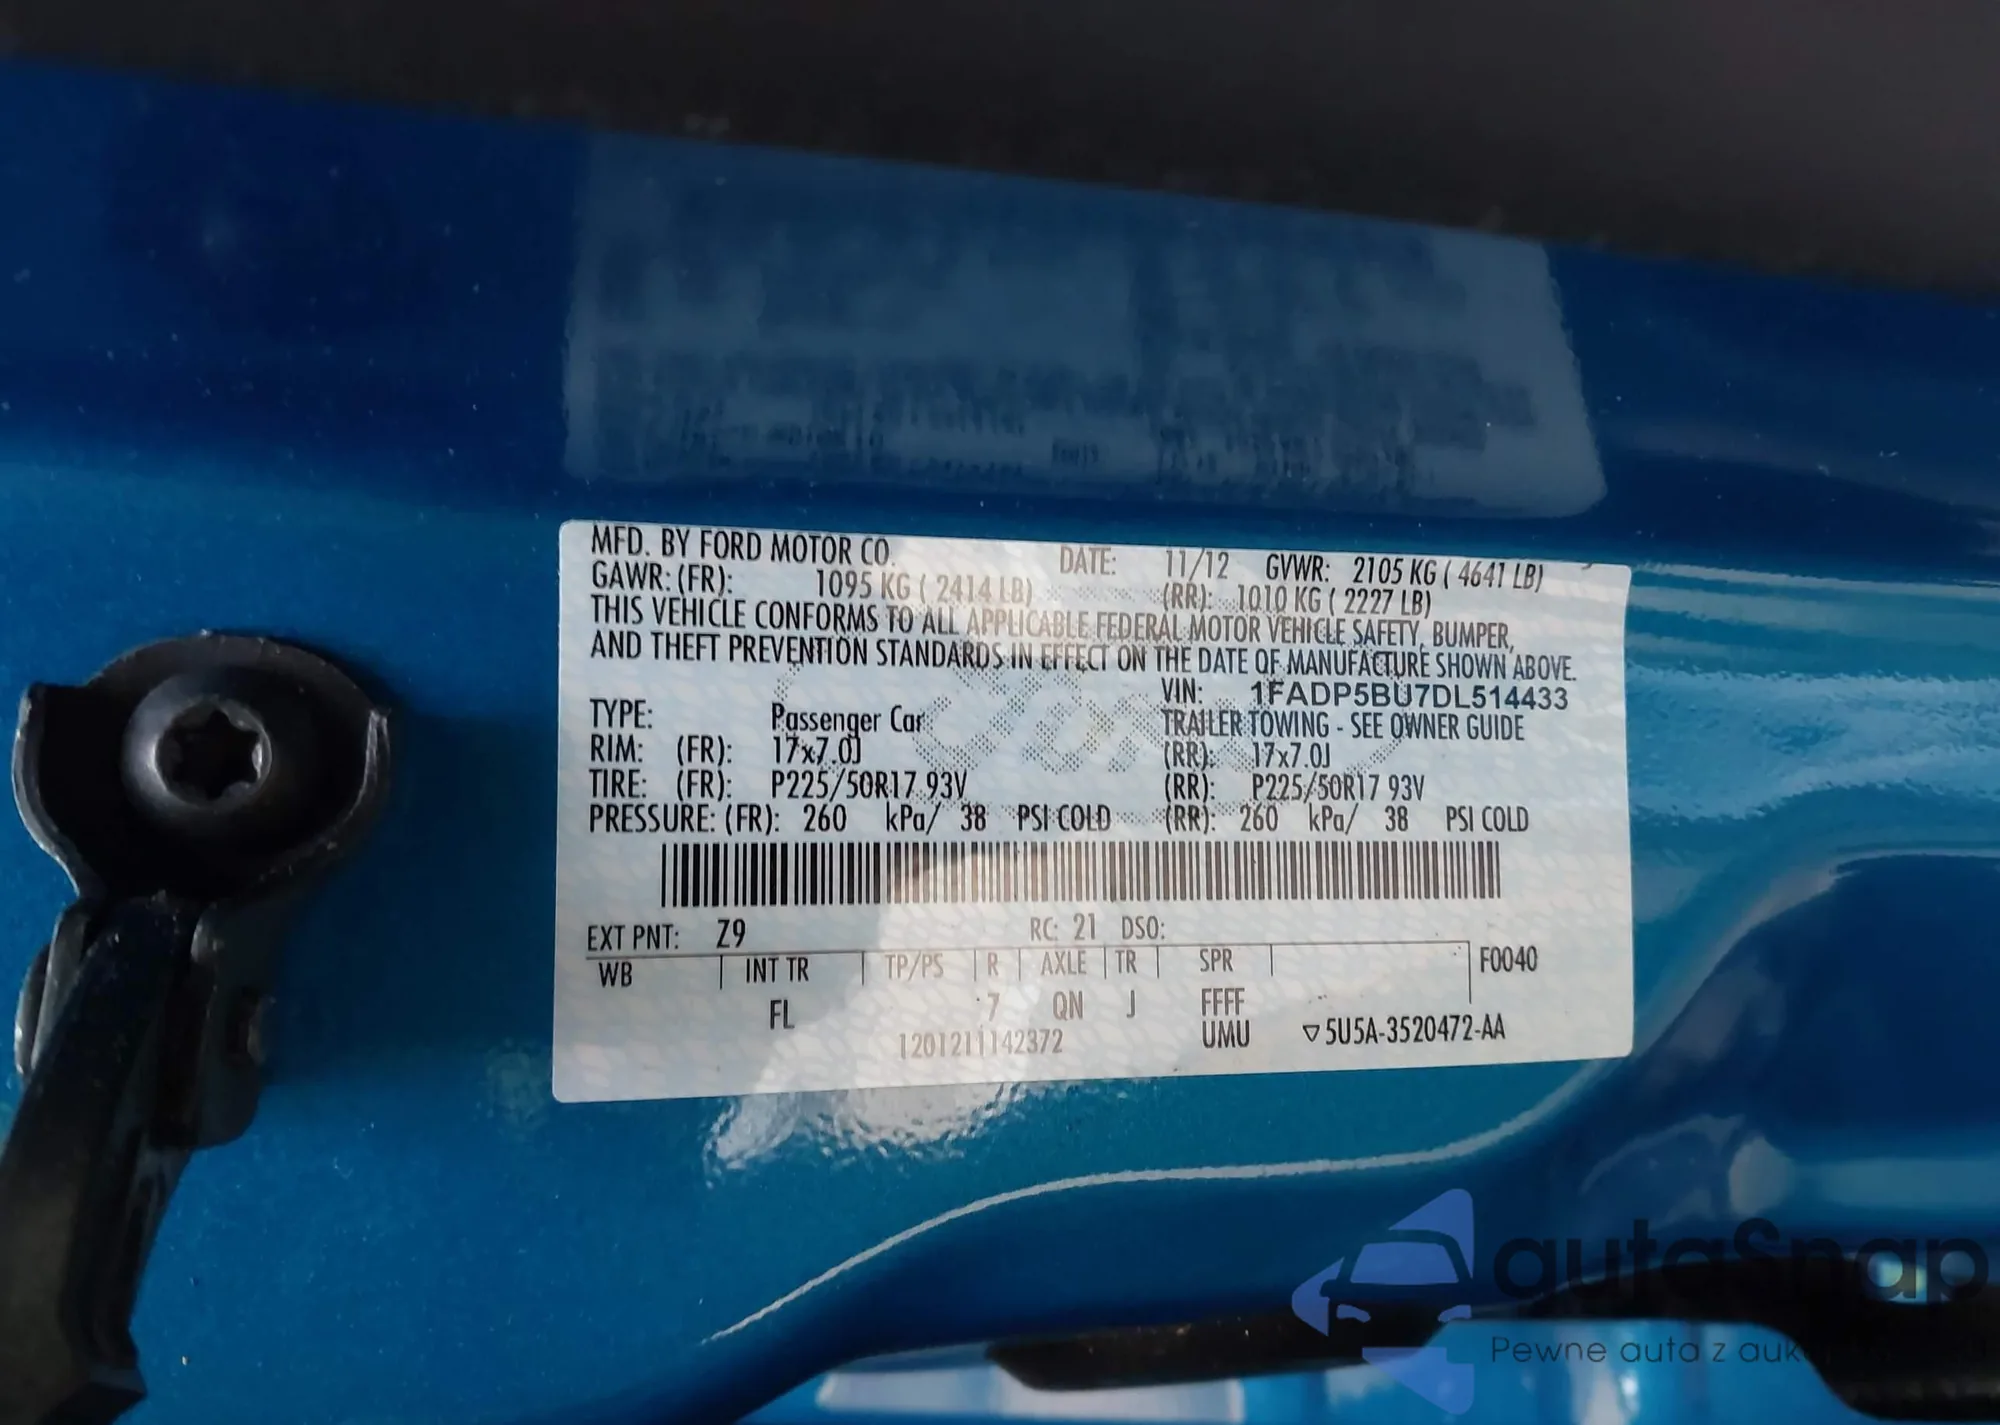 MFD. BY FORD MOTOR CO. DATE: 11/12 GVWR: 2105 KG ( 4641 LB)
GAWR: (FR): 1095 KG ( 2414 LB) (RR): 1010 KG ( 2227 LB)
THIS VEHICLE CONFORMS TO ALL APPLICABLE FEDERAL MOTOR VEHICLE SAFETY, BUMPER,
AND THEFT PREVENTION STANDARDS IN EFFECT ON THE DATE OF MANUFACTURE SHOWN ABOVE.
VIN: 1FADP5BU7DL514433
TYPE: Passenger Car TRAILER TOWING - SEE OWNER GUIDE
RIM: (FR): 17x7.0J (RR): 17x7.0J
TIRE: (FR): P225/50R17 93V (RR): P225/50R17 93V
PRESSURE: (FR): 260 kPa/ 38 PSI COLD (RR): 260 kPa/ 38 PSI COLD
EXT PNT: Z9 RC: 21 DSO:
WB INT TR TP/PS R AXLE TR SPR F0040
FL 7 QN J FFFF
1201211142372 UMU ▽5U5A-3520472-AA
autoSnap
Pewne auta z